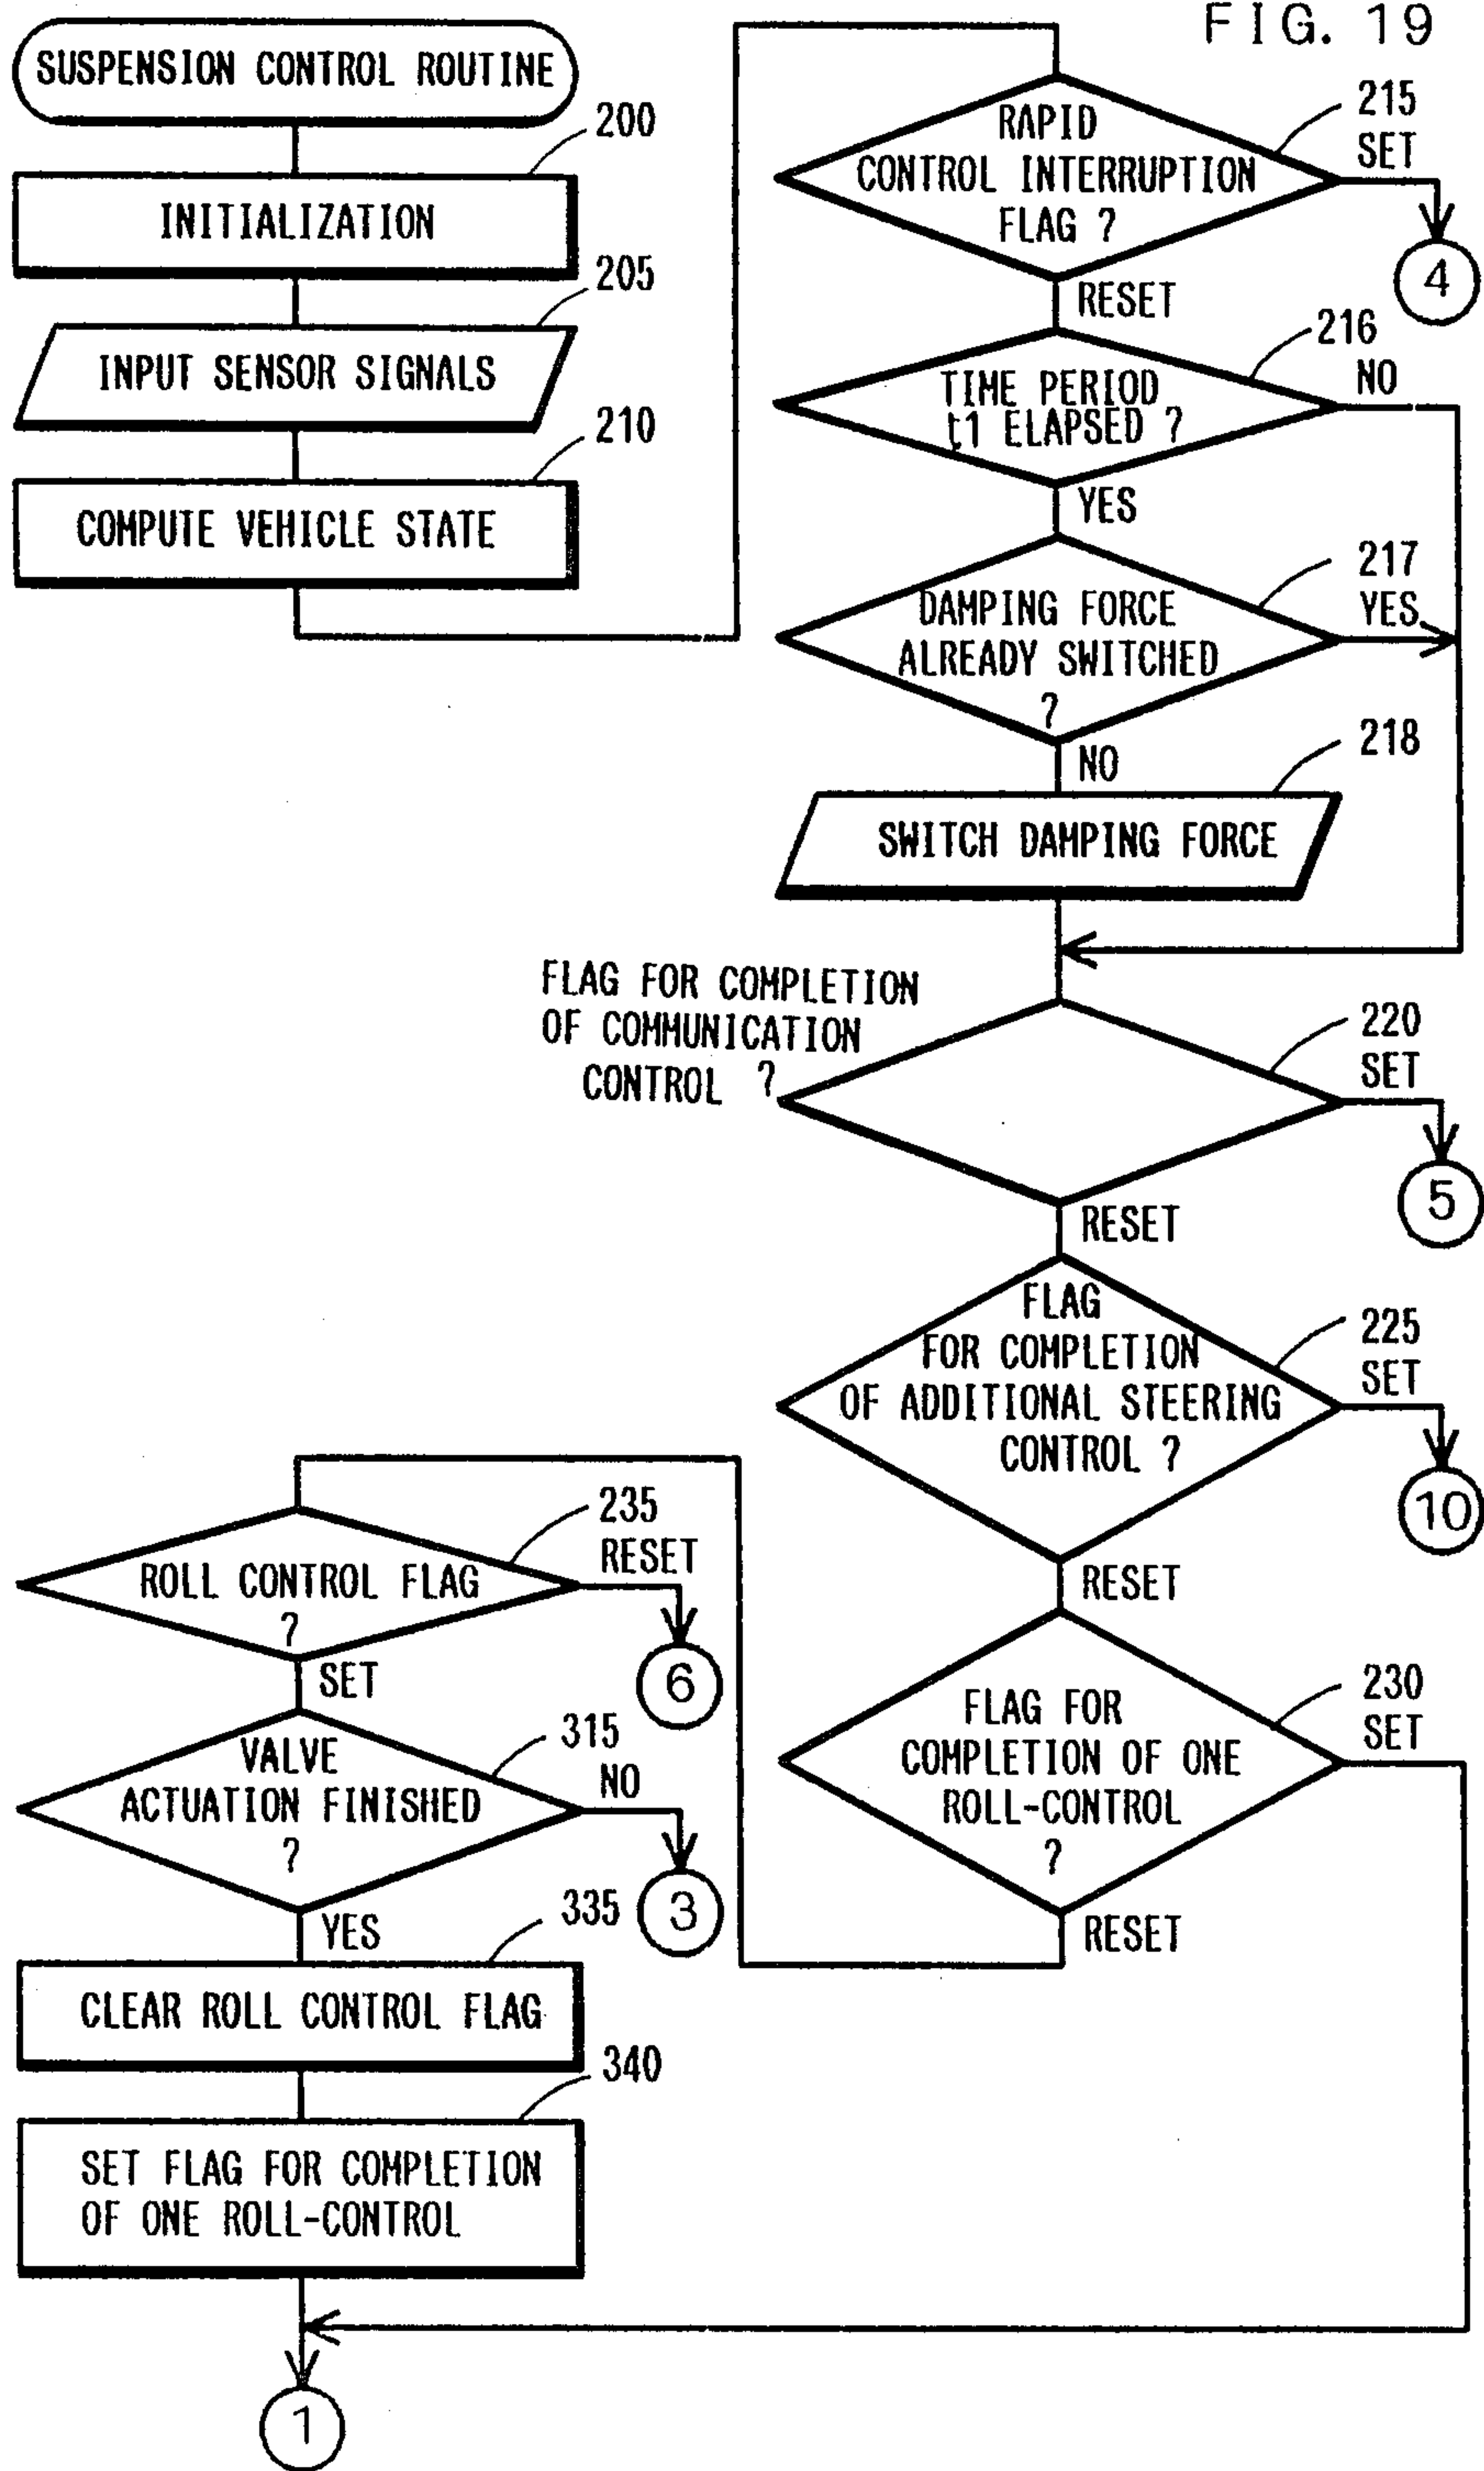 FIG. 19
SUSPENSION CONTROL ROUTINE
200
INITIALIZATION
205
INPUT SENSOR SIGNALS
210
COMPUTE VEHICLE STATE
RAPID
CONTROL INTERRUPTION
FLAG ?
215
SET
4
RESET
216
NO
TIME PERIOD
t1 ELAPSED ?
YES
217
YES
DAMPING FORCE
ALREADY SWITCHED
?
NO
218
SWITCH DAMPING FORCE
FLAG FOR COMPLETION
OF COMMUNICATION
CONTROL ?
220
SET
5
RESET
FLAG
FOR COMPLETION
OF ADDITIONAL STEERING
CONTROL ?
225
SET
10
RESET
FLAG FOR
COMPLETION OF ONE
ROLL-CONTROL
?
230
SET
RESET
235
RESET
ROLL CONTROL FLAG
?
6
SET
VALVE
ACTUATION FINISHED
?
315
NO
3
YES
335
CLEAR ROLL CONTROL FLAG
340
SET FLAG FOR COMPLETION
OF ONE ROLL-CONTROL
1